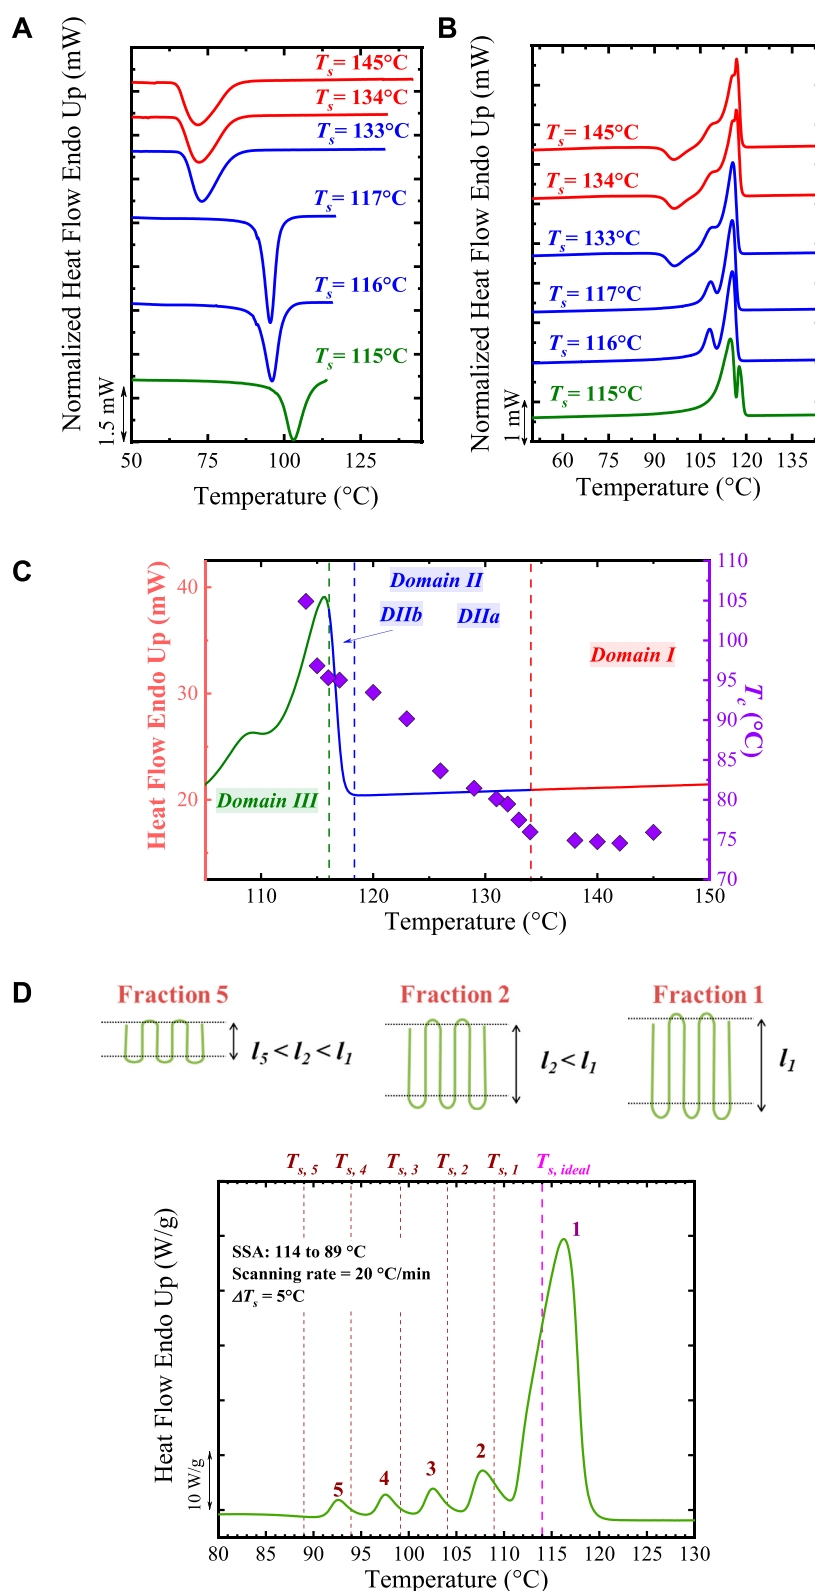 A
Normalized Heat Flow Endo Up (mW)
Ts = 145°C
Ts = 134°C
Ts = 133°C
Ts = 117°C
Ts = 116°C
Ts = 115°C
1.5 mW
50 75 100 125
Temperature (°C)
B
Normalized Heat Flow Endo Up (mW)
Ts = 145°C
Ts = 134°C
Ts = 133°C
Ts = 117°C
Ts = 116°C
Ts = 115°C
1 mW
60 90 120
Temperature (°C)
C
Heat Flow Endo Up (mW)
40
30
20
Domain II
DIIb DIIa
Domain I
Domain III
110
105
100
95
90
85
80
75
70
Tc (°C)
110 120 130 140 150
Temperature (°C)
D
Fraction 5 Fraction 2 Fraction 1
l5 < l2 < l1 l2 < l1 l1
Ts, 5 Ts, 4 Ts, 3 Ts, 2 Ts, 1 Ts, ideal
Heat Flow Endo Up (W/g)
SSA: 114 to 89 °C
Scanning rate = 20 °C/min
ΔTs = 5°C
10 W/g
5 4 3 2 1
80 85 90 95 100 105 110 115 120 125 130
Temperature (°C)